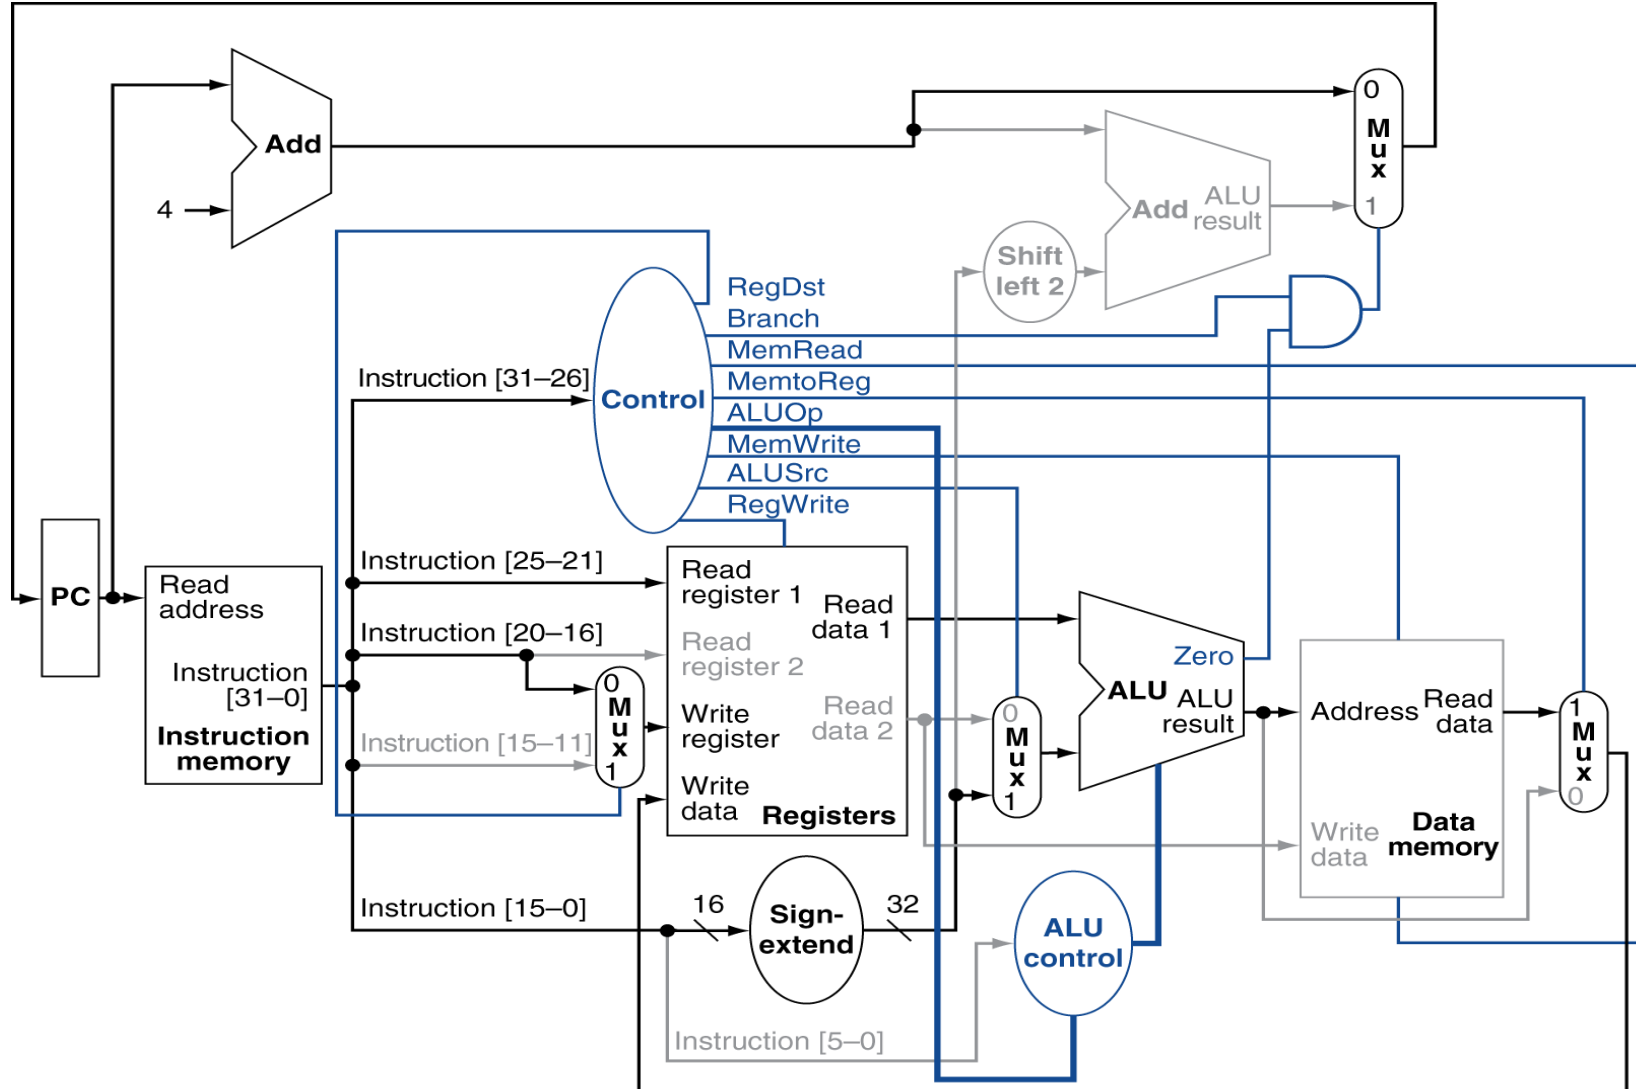 0
M
u
x
1
Add
4
Add
ALU
result
Shift
left 2
RegDst
Branch
MemRead
MemtoReg
ALUOp
MemWrite
ALUSrc
RegWrite
Control
Instruction [31–26]
Instruction [25–21]
Instruction [20–16]
Instruction [15–11]
Instruction [15–0]
Instruction [5–0]
PC
Read
address
Instruction
[31–0]
Instruction
memory
0
M
u
x
1
Read
register 1
Read
register 2
Write
register
Write
data
Read
data 1
Read
data 2
Registers
16
Sign-
extend
32
0
M
u
x
1
Zero
ALU
ALU
result
ALU
control
Address
Read
data
Write
data
Data
memory
1
M
u
x
0